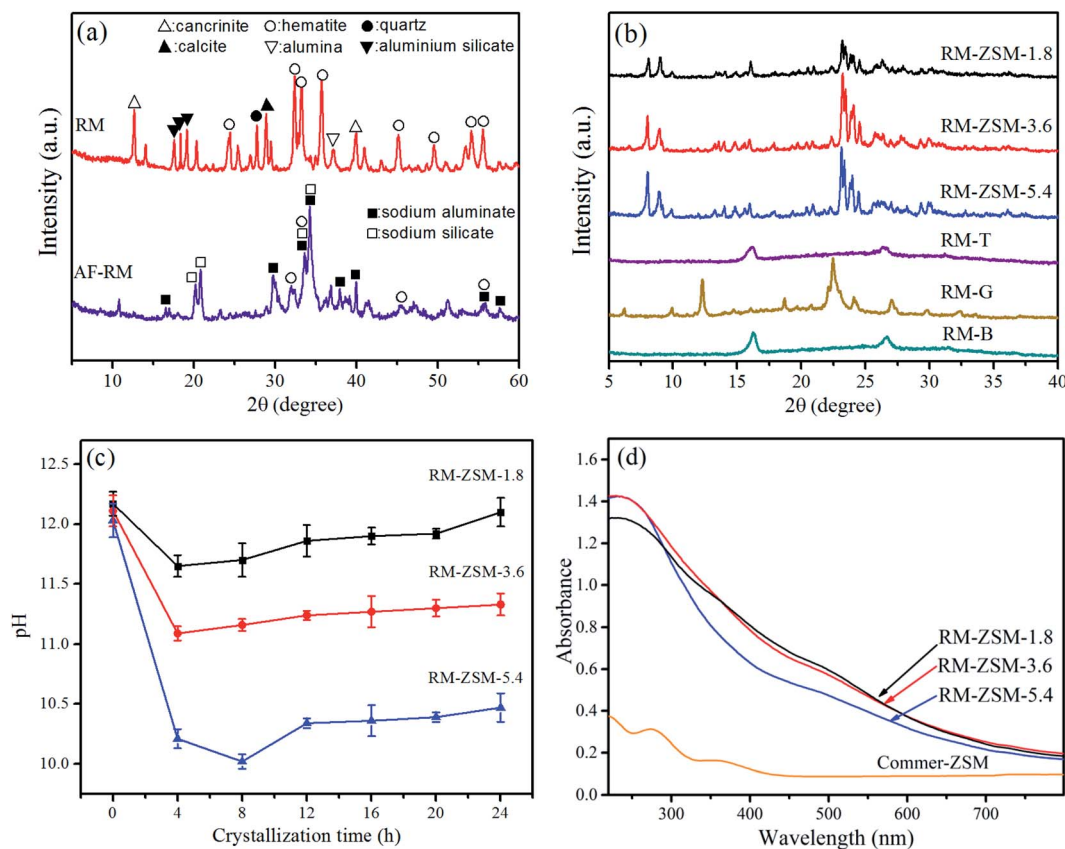 (a)
△:cancrinite ○:hematite ●:quartz
▲:calcite ▽:alumina ▼:aluminium silicate
RM
■:sodium aluminate
□:sodium silicate
AF-RM
Intensity (a.u.)
10 20 30 40 50 60
2θ (degree)
(b)
RM-ZSM-1.8
RM-ZSM-3.6
RM-ZSM-5.4
RM-T
RM-G
RM-B
Intensity (a.u.)
5 10 15 20 25 30 35 40
2θ (degree)
(c)
12.5
12.0
11.5
11.0
10.5
10.0
pH
RM-ZSM-1.8
RM-ZSM-3.6
RM-ZSM-5.4
0 4 8 12 16 20 24
Crystallization time (h)
(d)
1.6
1.4
1.2
1.0
0.8
0.6
0.4
0.2
0.0
Absorbance
RM-ZSM-1.8
RM-ZSM-3.6
RM-ZSM-5.4
Commer-ZSM
300 400 500 600 700
Wavelength (nm)